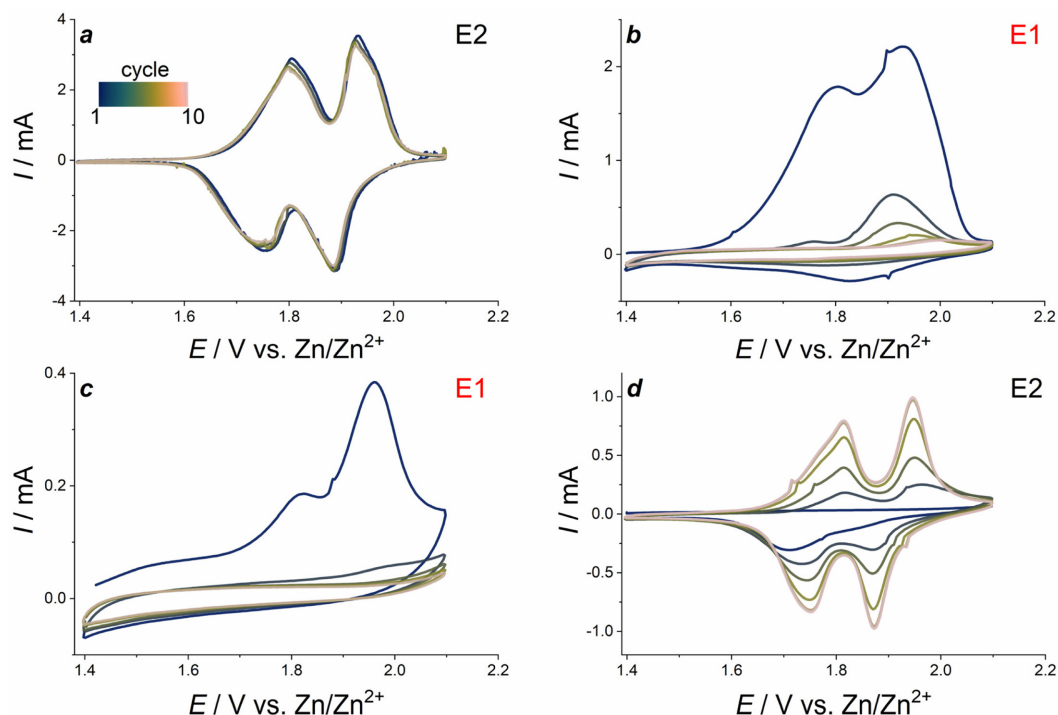 a
E2
cycle
1 10
4
2
0
-2
-4
1.4 1.6 1.8 2.0 2.2
I / mA
E / V vs. Zn/Zn²⁺
b
E1
2
1
0
1.4 1.6 1.8 2.0 2.2
I / mA
E / V vs. Zn/Zn²⁺
c
E1
0.4
0.2
0.0
1.4 1.6 1.8 2.0 2.2
I / mA
E / V vs. Zn/Zn²⁺
d
E2
1.0
0.5
0.0
-0.5
-1.0
1.4 1.6 1.8 2.0 2.2
I / mA
E / V vs. Zn/Zn²⁺